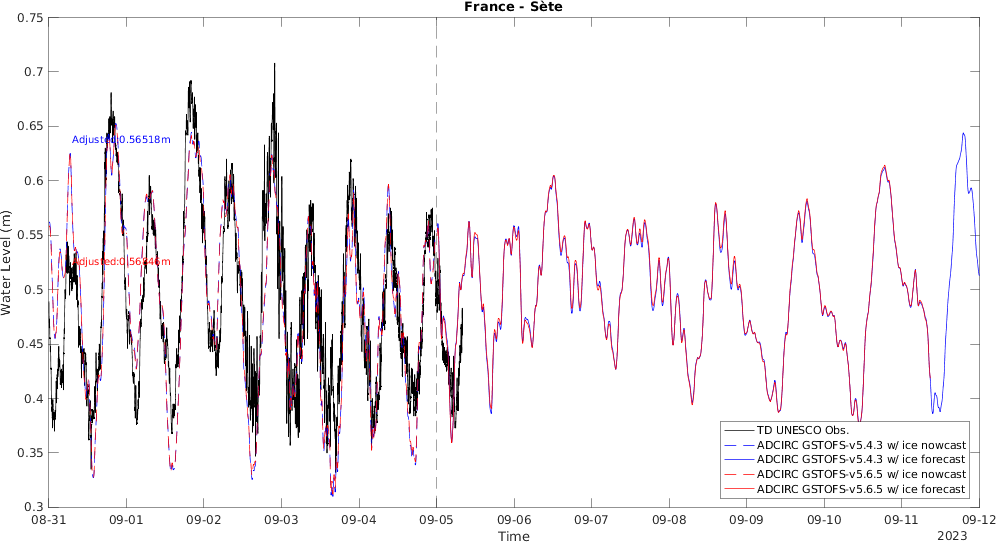 France - Sète
Water Level (m)
0.75
0.7
0.65
0.6
0.55
0.5
0.45
0.4
0.35
0.3
Adjusted:0.56518m
TD UNESCO Obs.
ADCIRC GSTOFS-v5.4.3 w/ ice nowcast
ADCIRC GSTOFS-v5.4.3 w/ ice forecast
ADCIRC GSTOFS-v5.6.5 w/ ice nowcast
ADCIRC GSTOFS-v5.6.5 w/ ice forecast
08-31
09-01
09-02
09-03
09-04
09-05
09-06
09-07
09-08
09-09
09-10
09-11
09-12
Time
2023